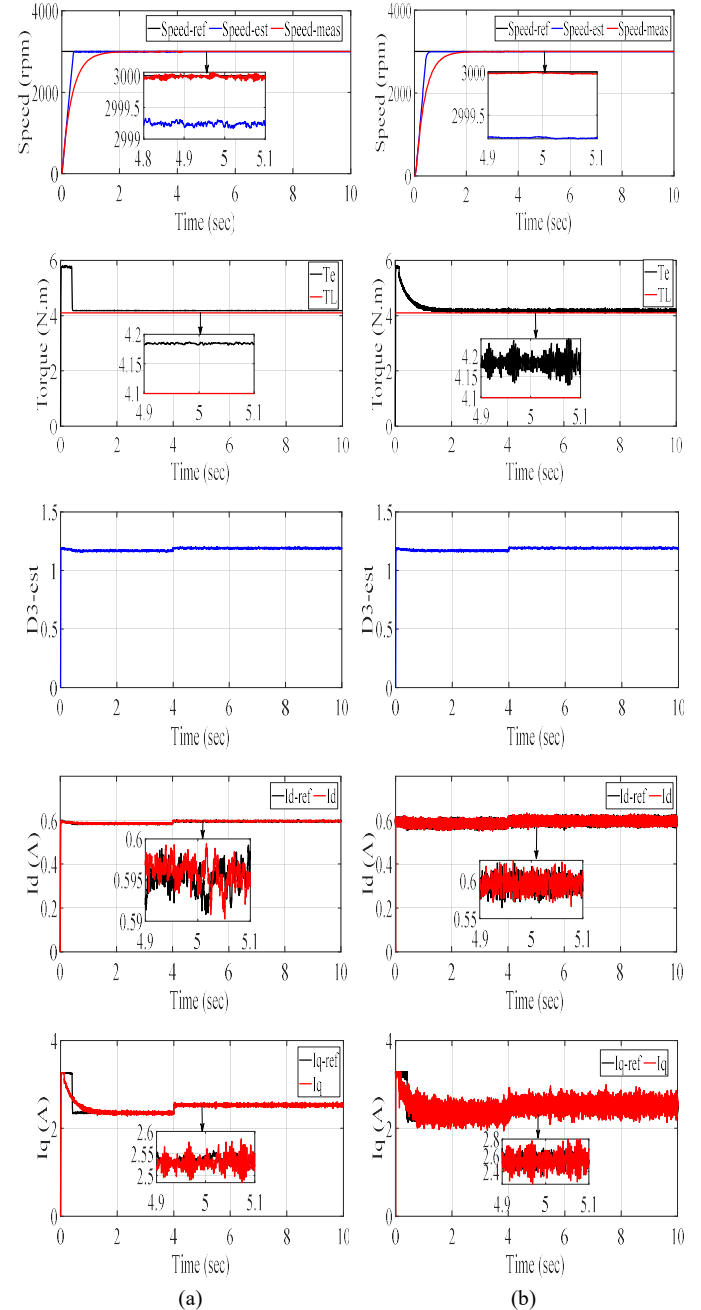 Speed-ref Speed-est Speed-meas
Speed (rpm)
4000
2000
0
3000
2999.5
2999
4.8 4.9 5 5.1
0 2 4 6 8 10
Time (sec)
Speed-ref Speed-est Speed-meas
Speed (rpm)
4000
2000
0
3000
2999.5
4.9 5 5.1
0 2 4 6 8 10
Time (sec)
Te
TL
Torque (N.m)
6
4
2
0
4.2
4.15
4.1
4.9 5 5.1
0 2 4 6 8 10
Time (sec)
Te
TL
Torque (N.m)
6
4
2
0
4.2
4.15
4.1
4.9 5 5.1
0 2 4 6 8 10
Time (sec)
D3-est
1.5
1
0.5
0
0 2 4 6 8 10
Time (sec)
D3-est
1.5
1
0.5
0
0 2 4 6 8 10
Time (sec)
Id-ref Id
Id (A)
0.8
0.6
0.4
0.2
0
0.6
0.595
0.59
4.9 5 5.1
0 2 4 6 8 10
Time (sec)
Id-ref Id
Id (A)
0.8
0.6
0.4
0.2
0
0.6
0.55
4.9 5 5.1
0 2 4 6 8 10
Time (sec)
Iq-ref
Iq
Iq (A)
4
2
0
2.6
2.55
2.5
4.9 5 5.1
0 2 4 6 8 10
Time (sec)
Iq-ref Iq
Iq (A)
4
2
0
2.8
2.6
2.4
4.9 5 5.1
0 2 4 6 8 10
Time (sec)
(a) (b)